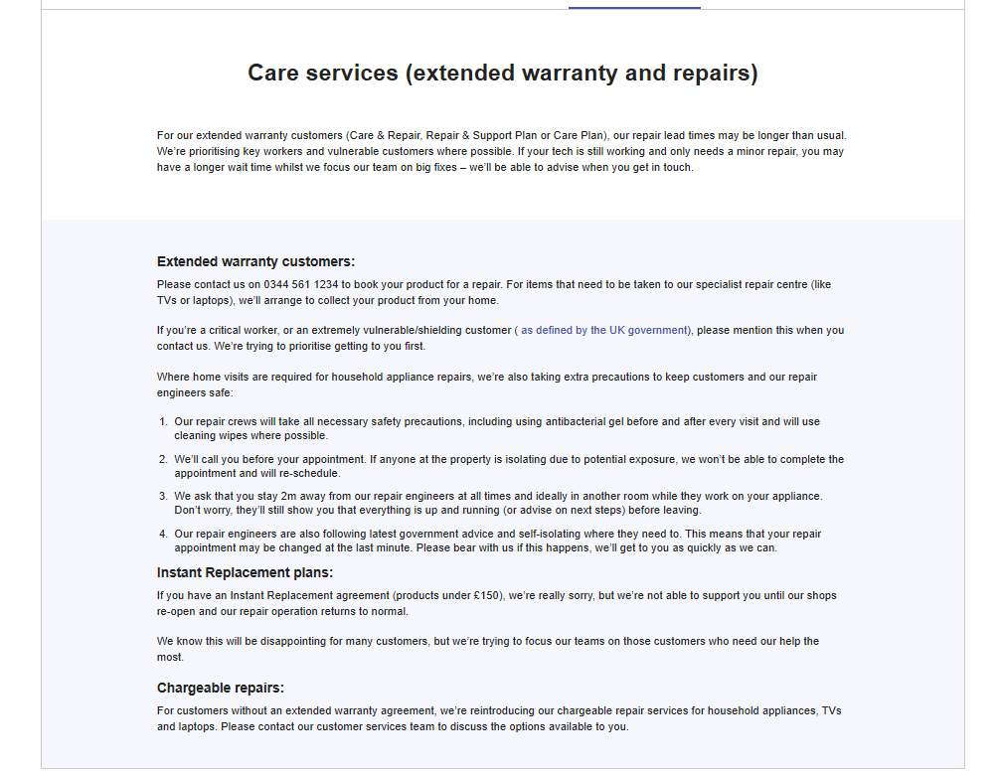 Care services (extended warranty and repairs)
For our extended warranty customers (Care & Repair, Repair & Support Plan or Care Plan), our repair lead times may be longer than usual.
We're prioritising key workers and vulnerable customers where possible. If your tech is still working and only needs a minor repair, you may
have a longer wait time whilst we focus our team on big fixes – we'll be able to advise when you get in touch.
Extended warranty customers:
Please contact us on 0344 561 1234 to book your product for a repair. For items that need to be taken to our specialist repair centre (like
TVs or laptops), we'll arrange to collect your product from your home.
If you're a critical worker, or an extremely vulnerable/shielding customer ( as defined by the UK government), please mention this when you
contact us. We're trying to prioritise getting to you first.
Where home visits are required for household appliance repairs, we're also taking extra precautions to keep customers and our repair
engineers safe:
1. Our repair crews will take all necessary safety precautions, including using antibacterial gel before and after every visit and will use
cleaning wipes where possible.
2. We'll call you before your appointment. If anyone at the property is isolating due to potential exposure, we won't be able to complete the
appointment and will re-schedule.
3. We ask that you stay 2m away from our repair engineers at all times and ideally in another room while they work on your appliance.
Don't worry, they'll still show you that everything is up and running (or advise on next steps) before leaving.
4. Our repair engineers are also following latest government advice and self-isolating where they need to. This means that your repair
appointment may be changed at the last minute. Please bear with us if this happens, we'll get to you as quickly as we can.
Instant Replacement plans:
If you have an Instant Replacement agreement (products under £150), we're really sorry, but we're not able to support you until our shops
re-open and our repair operation returns to normal.
We know this will be disappointing for many customers, but we're trying to focus our teams on those customers who need our help the
most.
Chargeable repairs:
For customers without an extended warranty agreement, we're reintroducing our chargeable repair services for household appliances, TVs
and laptops. Please contact our customer services team to discuss the options available to you.